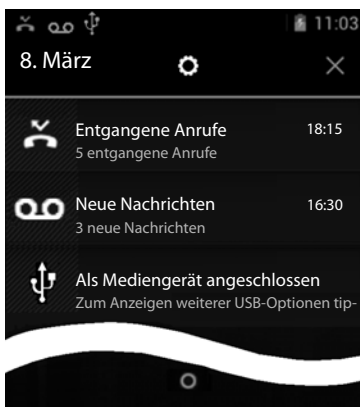 11:03
8. März
Entgangene Anrufe 18:15
5 entgangene Anrufe
Neue Nachrichten 16:30
3 neue Nachrichten
Als Mediengerät angeschlossen
Zum Anzeigen weiterer USB-Optionen tip-